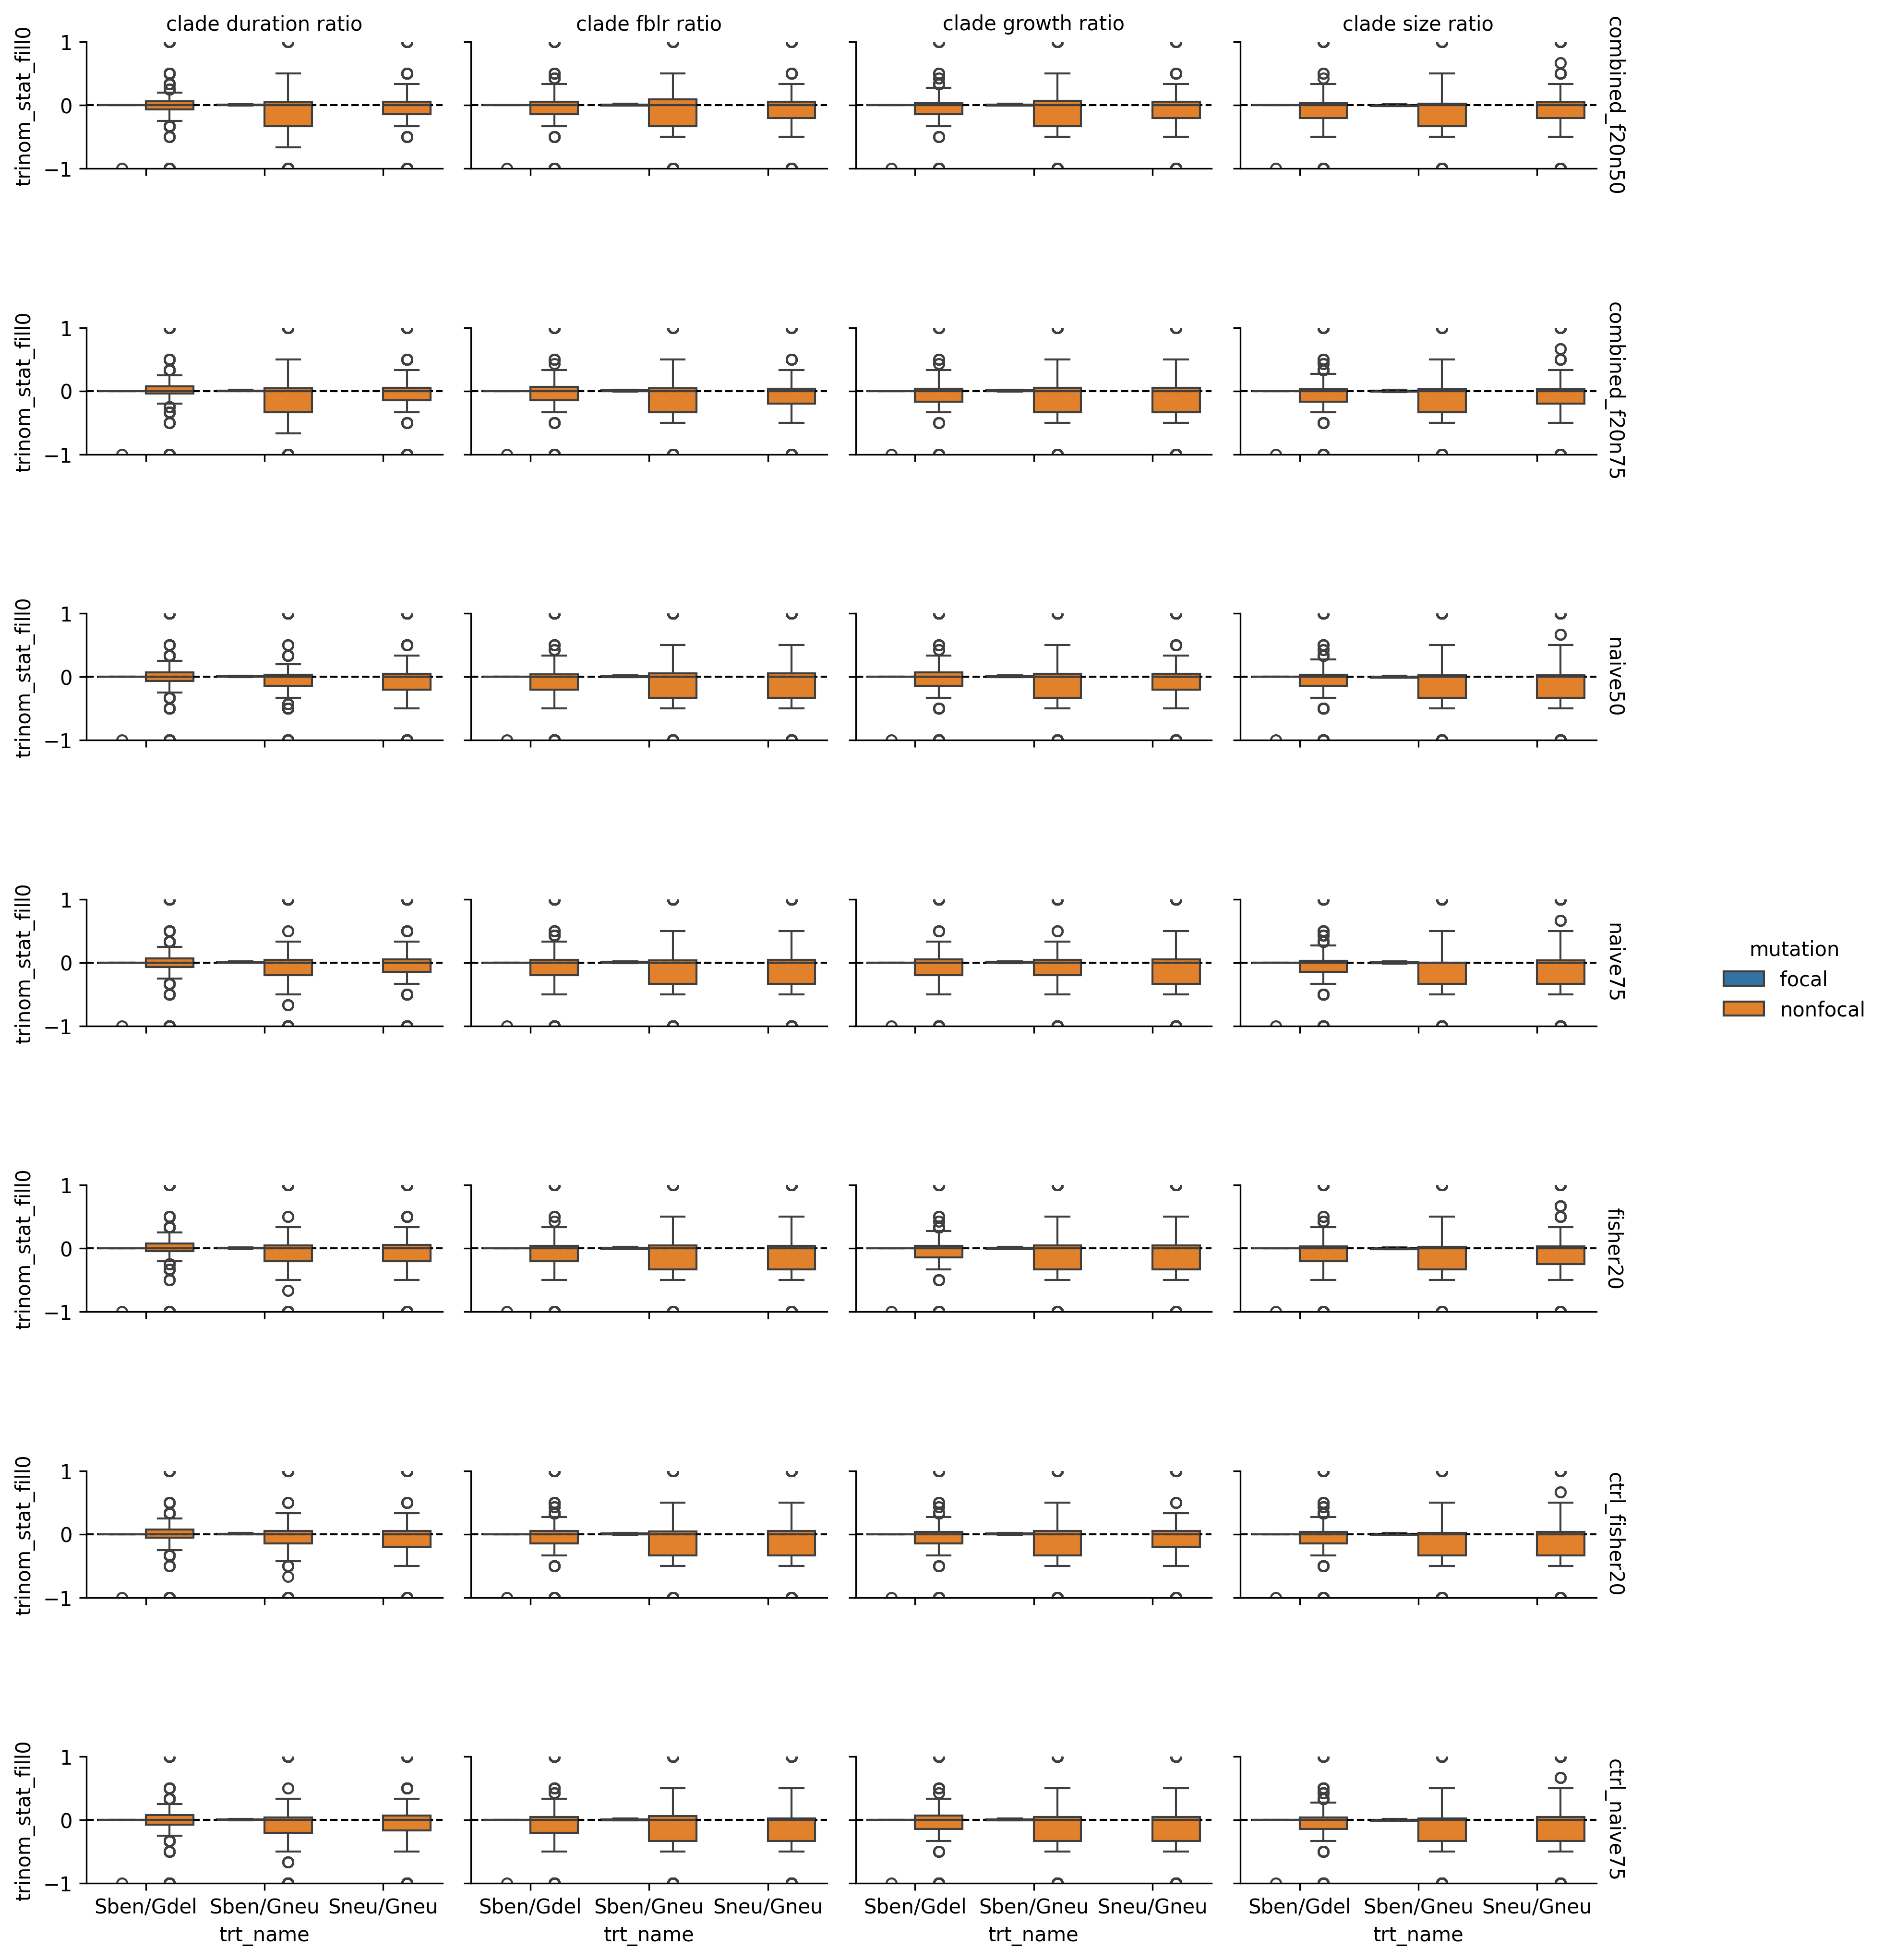 clade duration ratio
clade fblr ratio
clade growth ratio
clade size ratio
trinom_stat_fill0
1
0
−1
combined_f20n50
trinom_stat_fill0
1
0
−1
combined_f20n75
trinom_stat_fill0
1
0
−1
naive50
trinom_stat_fill0
1
0
−1
naive75
mutation
focal
nonfocal
trinom_stat_fill0
1
0
−1
fisher20
trinom_stat_fill0
1
0
−1
ctrl_fisher20
trinom_stat_fill0
1
0
−1
ctrl_naive75
Sben/Gdel Sben/Gneu Sneu/Gneu
Sben/Gdel Sben/Gneu Sneu/Gneu
Sben/Gdel Sben/Gneu Sneu/Gneu
Sben/Gdel Sben/Gneu Sneu/Gneu
trt_name
trt_name
trt_name
trt_name